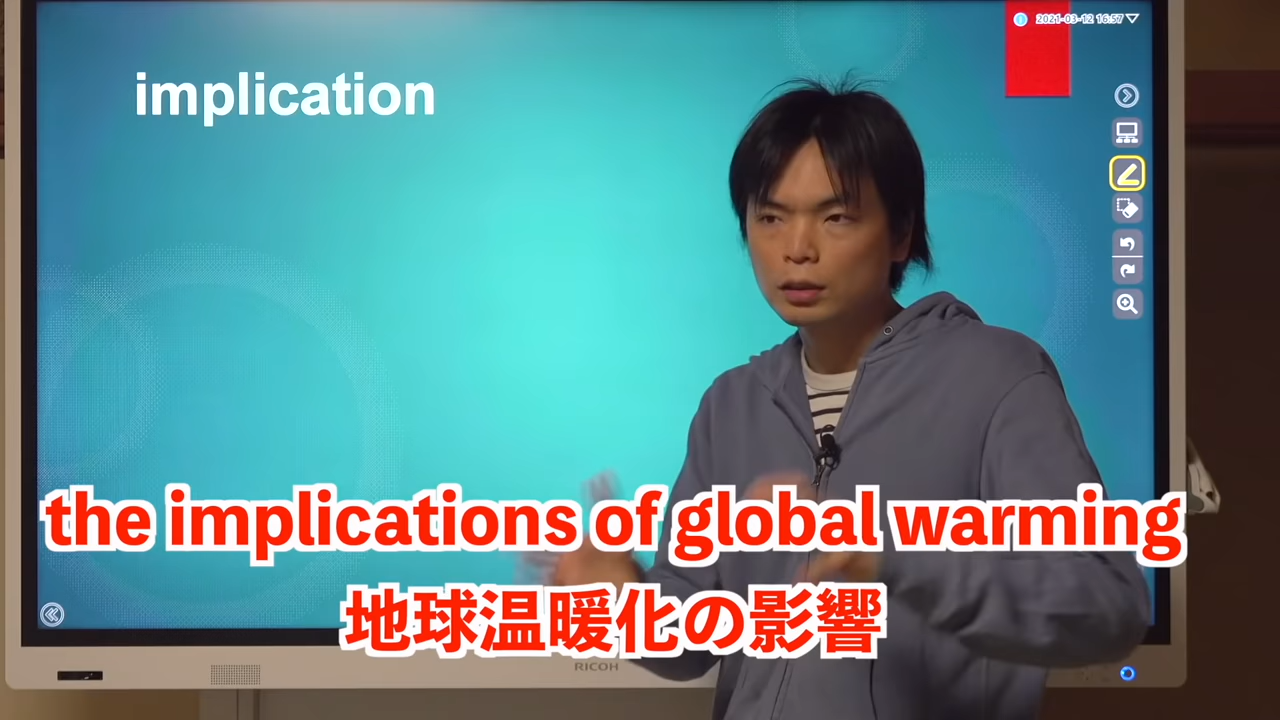 2021-03-12 16:57
implication
the implications of global warming
地球温暖化の影響
RICOH